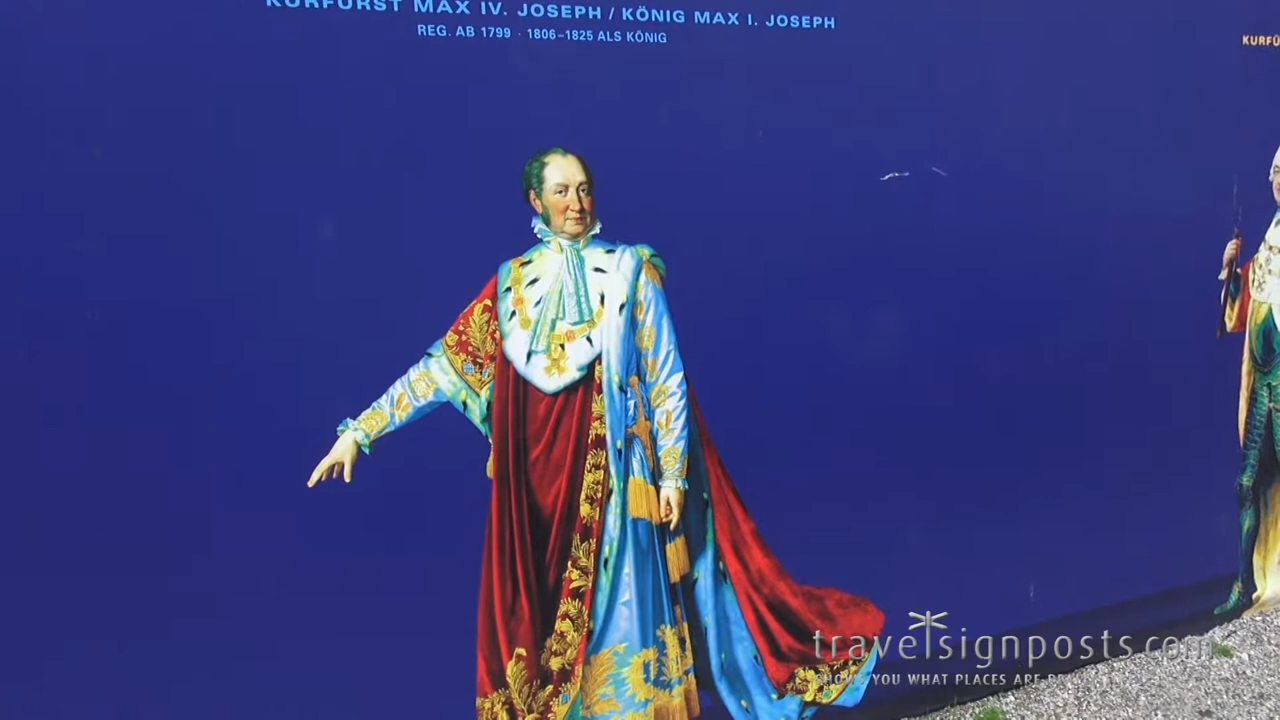 KURFÜRST MAX IV. JOSEPH / KÖNIG MAX I. JOSEPH
REG. AB 1799 · 1806–1825 ALS KÖNIG
travelsignposts.com
SHOWS YOU WHAT PLACES ARE